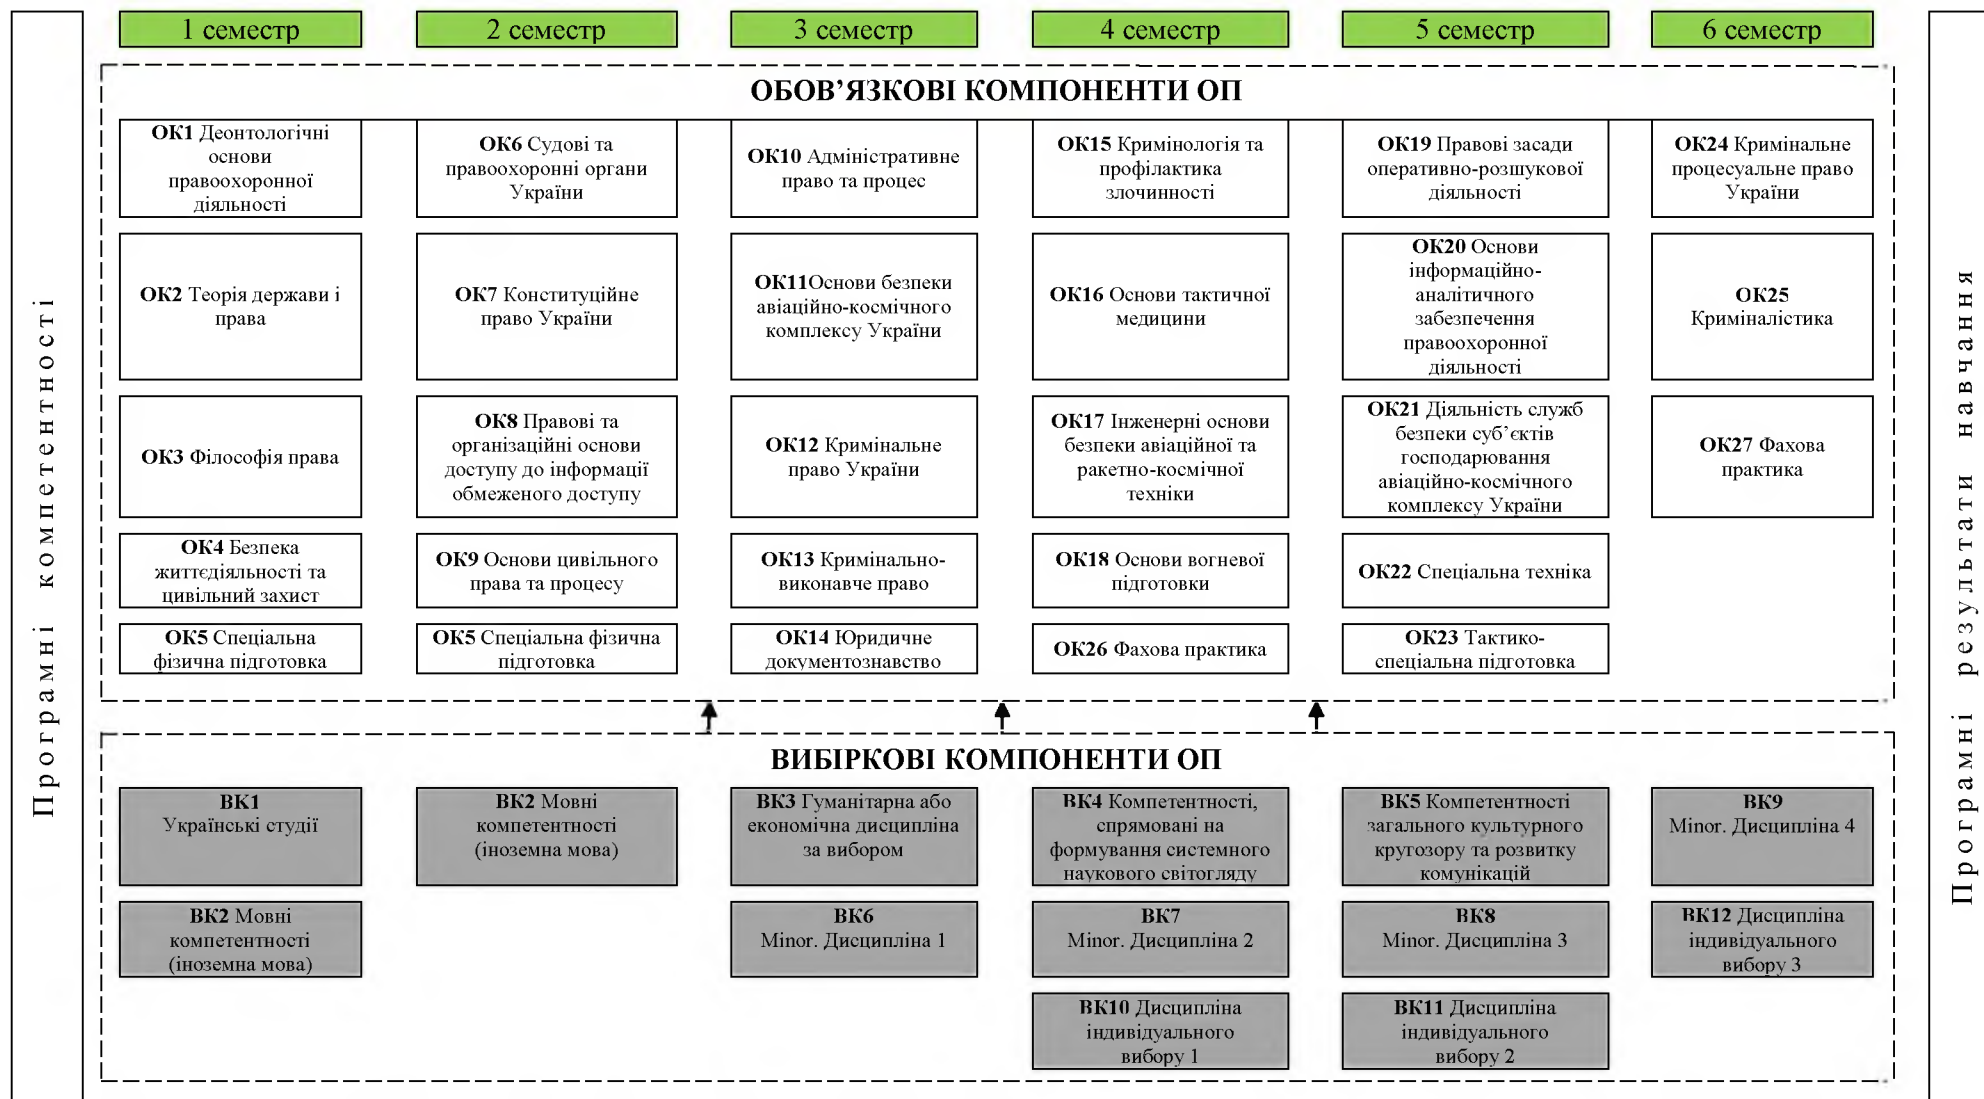 Програмні компетентності
1 семестр
2 семестр
3 семестр
4 семестр
5 семестр
6 семестр
ОБОВ’ЯЗКОВІ КОМПОНЕНТИ ОП
ОК1 Деонтологічні
основи
правоохоронної
діяльності
ОК6 Судові та
правоохоронні органи
України
ОК10 Адміністративне
право та процес
ОК15 Кримінологія та
профілактика
злочинності
ОК19 Правові засади
оперативно-розшукової
діяльності
ОК24 Кримінальне
процесуальне право
України
ОК2 Теорія держави і
права
ОК7 Конституційне
право України
ОК11Основи безпеки
авіаційно-космічного
комплексу України
ОК16 Основи тактичної
медицини
ОК20 Основи
інформаційно-
аналітичного
забезпечення
правоохоронної
діяльності
ОК25
Криміналістика
ОК3 Філософія права
ОК8 Правові та
організаційні основи
доступу до інформації
обмеженого доступу
ОК12 Кримінальне
право України
ОК17 Інженерні основи
безпеки авіаційної та
ракетно-космічної
техніки
ОК21 Діяльність служб
безпеки суб’єктів
господарювання
авіаційно-космічного
комплексу України
ОК27 Фахова
практика
ОК4 Безпека
життєдіяльності та
цивільний захист
ОК9 Основи цивільного
права та процесу
ОК13 Кримінально-
виконавче право
ОК18 Основи вогневої
підготовки
ОК22 Спеціальна техніка
ОК5 Спеціальна
фізична підготовка
ОК5 Спеціальна фізична
підготовка
ОК14 Юридичне
документознавство
ОК26 Фахова практика
ОК23 Тактико-
спеціальна підготовка
ВИБІРКОВІ КОМПОНЕНТИ ОП
ВК1
Українські студії
ВК2 Мовні
компетентності
(іноземна мова)
ВК3 Гуманітарна або
економічна дисципліна
за вибором
ВК4 Компетентності,
спрямовані на
формування системного
наукового світогляду
ВК5 Компетентності
загального культурного
кругозору та розвитку
комунікацій
ВК9
Minor. Дисципліна 4
ВК2 Мовні
компетентності
(іноземна мова)
ВК6
Minor. Дисципліна 1
ВК7
Minor. Дисципліна 2
ВК8
Minor. Дисципліна 3
ВК12 Дисципліна
індивідуального
вибору 3
ВК10 Дисципліна
індивідуального
вибору 1
ВК11 Дисципліна
індивідуального
вибору 2
Програмні результати навчання